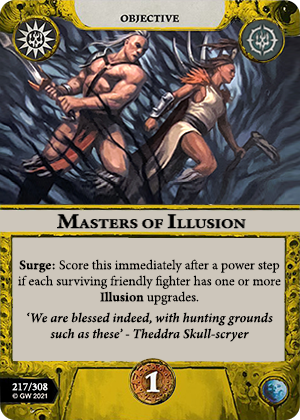 OBJECTIVE
MASTERS OF ILLUSION
Surge: Score this immediately after a power step
if each surviving friendly fighter has one or more
Illusion upgrades.
‘We are blessed indeed, with hunting grounds
such as these’ - Theddra Skull-scryer
217/308
© GW 2021
1